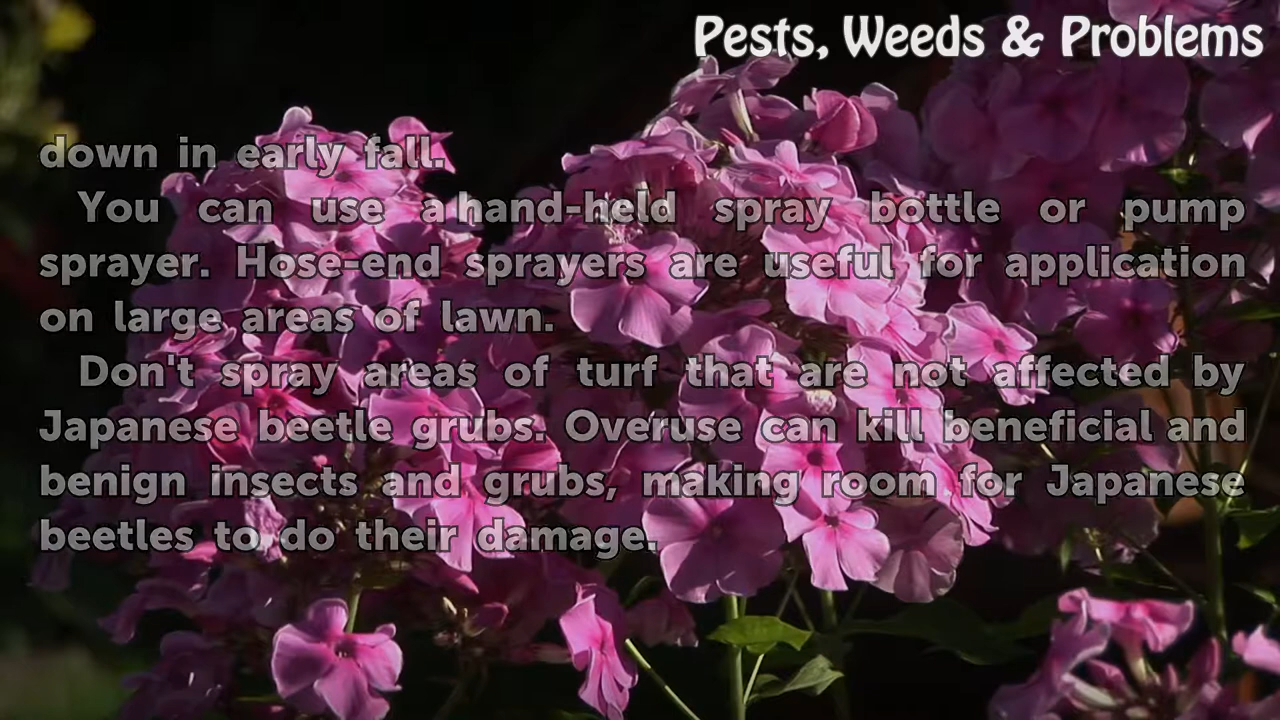 Pests, Weeds & Problems
down in early fall.
You can use a hand-held spray bottle or pump
sprayer. Hose-end sprayers are useful for application
on large areas of lawn.
Don't spray areas of turf that are not affected by
Japanese beetle grubs. Overuse can kill beneficial and
benign insects and grubs, making room for Japanese
beetles to do their damage.